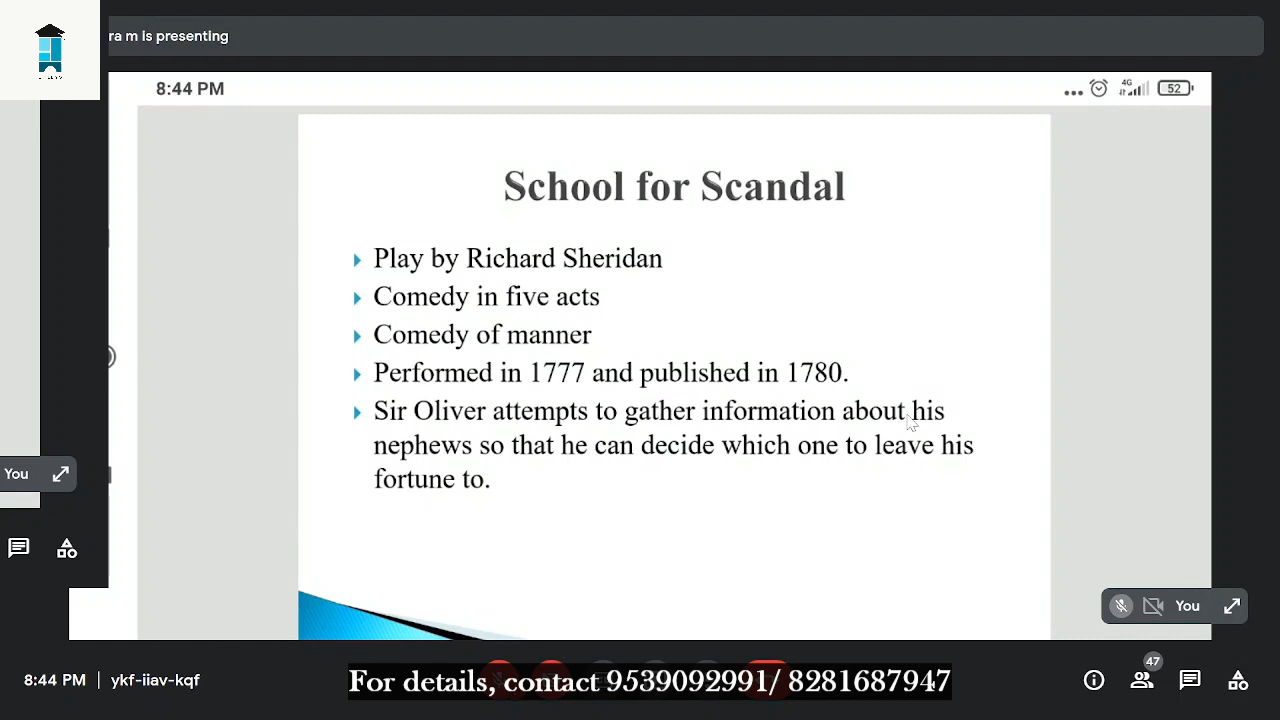 ra m is presenting
8:44 PM
4G
52
School for Scandal
Play by Richard Sheridan
Comedy in five acts
Comedy of manner
Performed in 1777 and published in 1780.
Sir Oliver attempts to gather information about his
nephews so that he can decide which one to leave his
fortune to.
You
You
47
8:44 PM | ykf-iiav-kqf
For details, contact 9539092991/ 8281687947